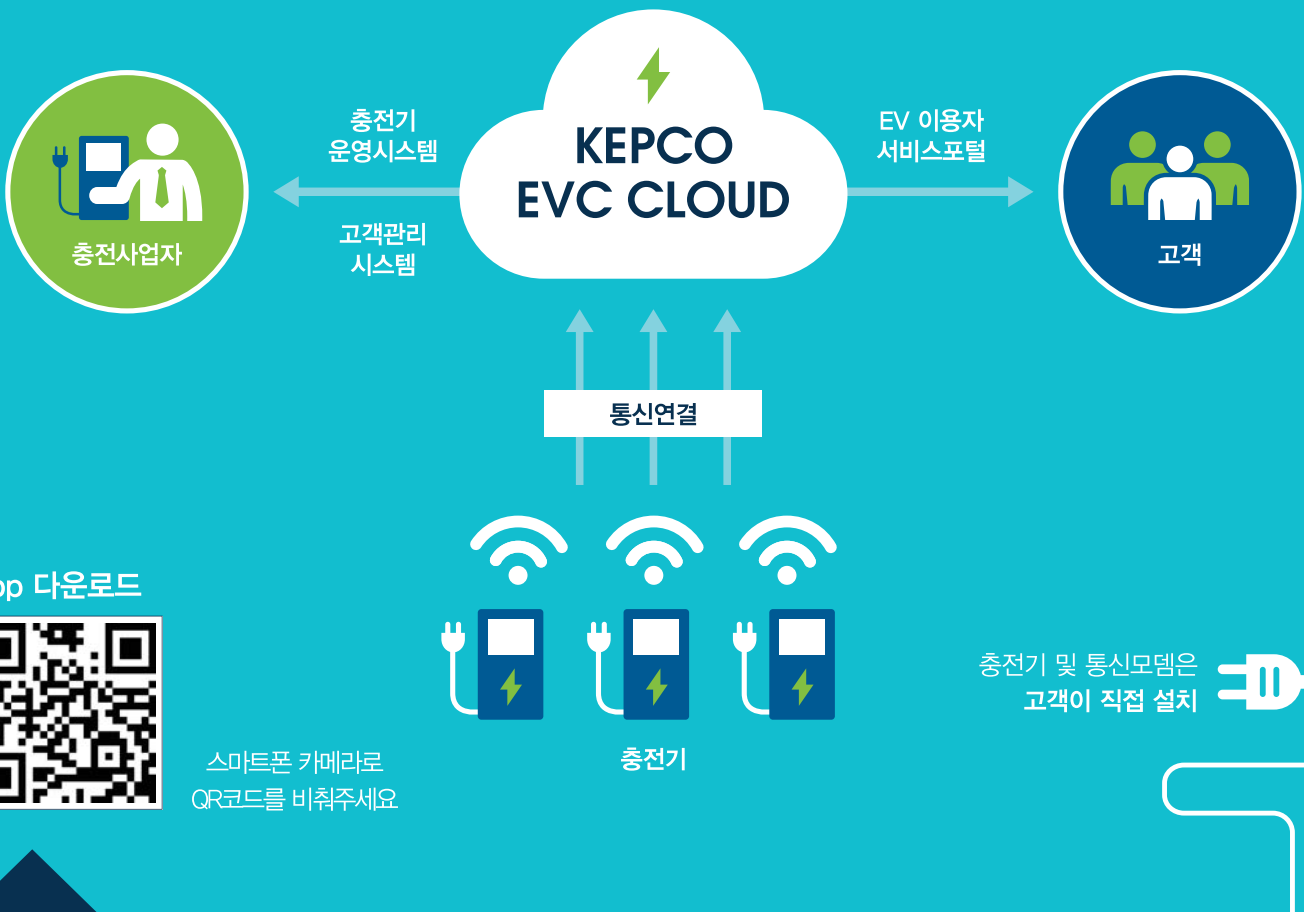 KEPCO
EVC CLOUD
충전기
운영시스템
고객관리
시스템
충전사업자
EV 이용자
서비스포털
고객
통신연결
충전기
다운로드
스마트폰 카메라로
QR코드를 비춰주세요
충전기 및 통신모뎀은
고객이 직접 설치